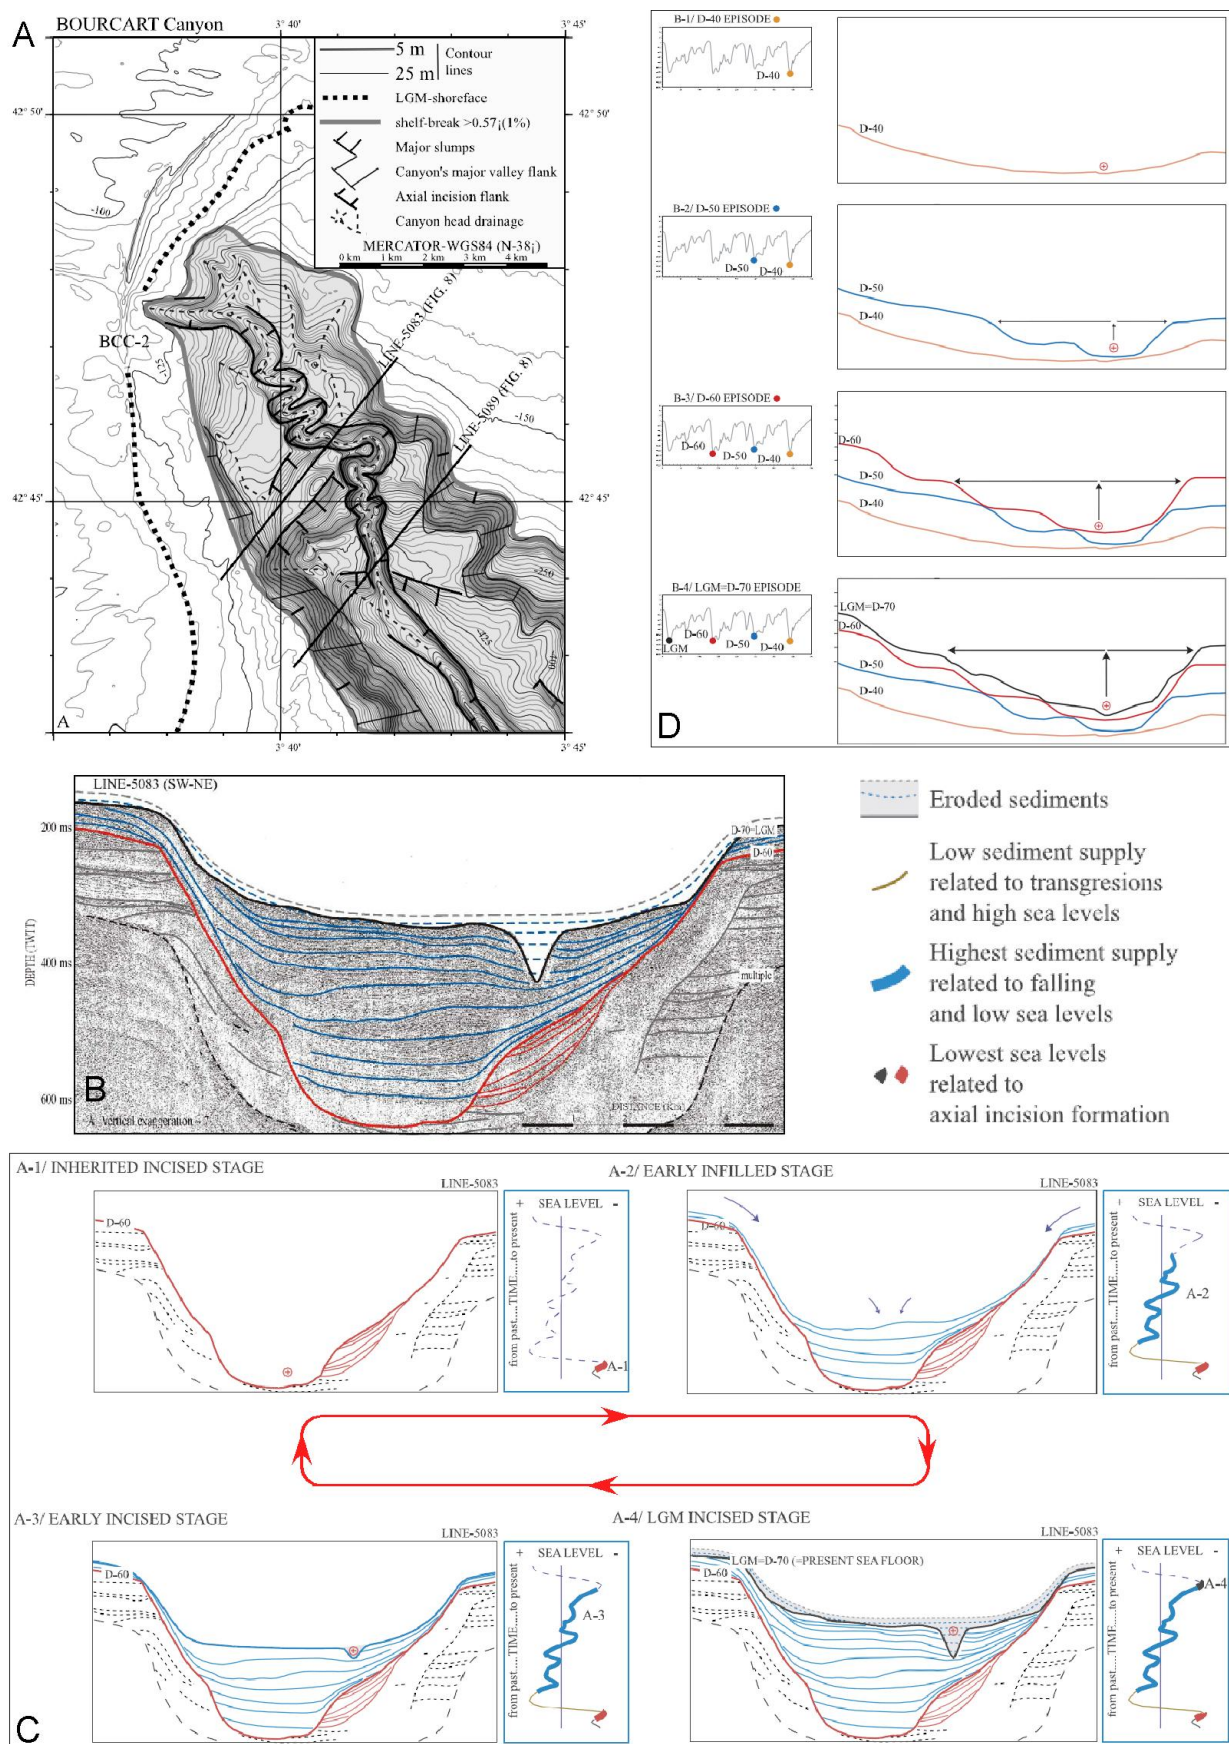 A
BOURCART Canyon
3° 40'
3° 45'
5 m
25 m
Contour
lines
LGM-shoreface
shelf-break >0.57¡(1%)
Major slumps
Canyon's major valley flank
Axial incision flank
Canyon head drainage
MERCATOR-WGS84 (N-38¡)
0 km 1 km 2 km 3 km 4 km
42° 50'
42° 50'
-100
BCC-2
-125
LINE-5083 (FIG. 8)
LINE-5089 (FIG. 8)
-150
42° 45'
42° 45'
-250
A
3° 40'
3° 45'
B-1/ D-40 EPISODE
D-40
D-40
B-2/ D-50 EPISODE
D-50
D-40
D-50
D-40
B-3/ D-60 EPISODE
D-60
D-50
D-40
D-60
D-50
D-40
B-4/ LGM=D-70 EPISODE
D-60
LGM
D-50
D-40
LGM=D-70
D-60
D-50
D-40
D
LINE-5083 (SW-NE)
200 ms
DEPTH (TWTT)
400 ms
600 ms
D-70=LGM
D-60
multiple
B
Vertical exaggeration
DISTANCE (Km)
Eroded sediments
Low sediment supply
related to transgresions
and high sea levels
Highest sediment supply
related to falling
and low sea levels
Lowest sea levels
related to
axial incision formation
A-1/ INHERITED INCISED STAGE
LINE-5083
D-60
+ SEA LEVEL -
from past....TIME.....to present
A-1
A-2/ EARLY INFILLED STAGE
LINE-5083
D-60
+ SEA LEVEL -
from past....TIME.....to present
A-2
A-3/ EARLY INCISED STAGE
LINE-5083
D-60
+ SEA LEVEL -
from past....TIME.....to present
A-3
A-4/ LGM INCISED STAGE
LINE-5083
LGM=D-70 (=PRESENT SEA FLOOR)
D-60
+ SEA LEVEL -
from past....TIME.....to present
A-4
C